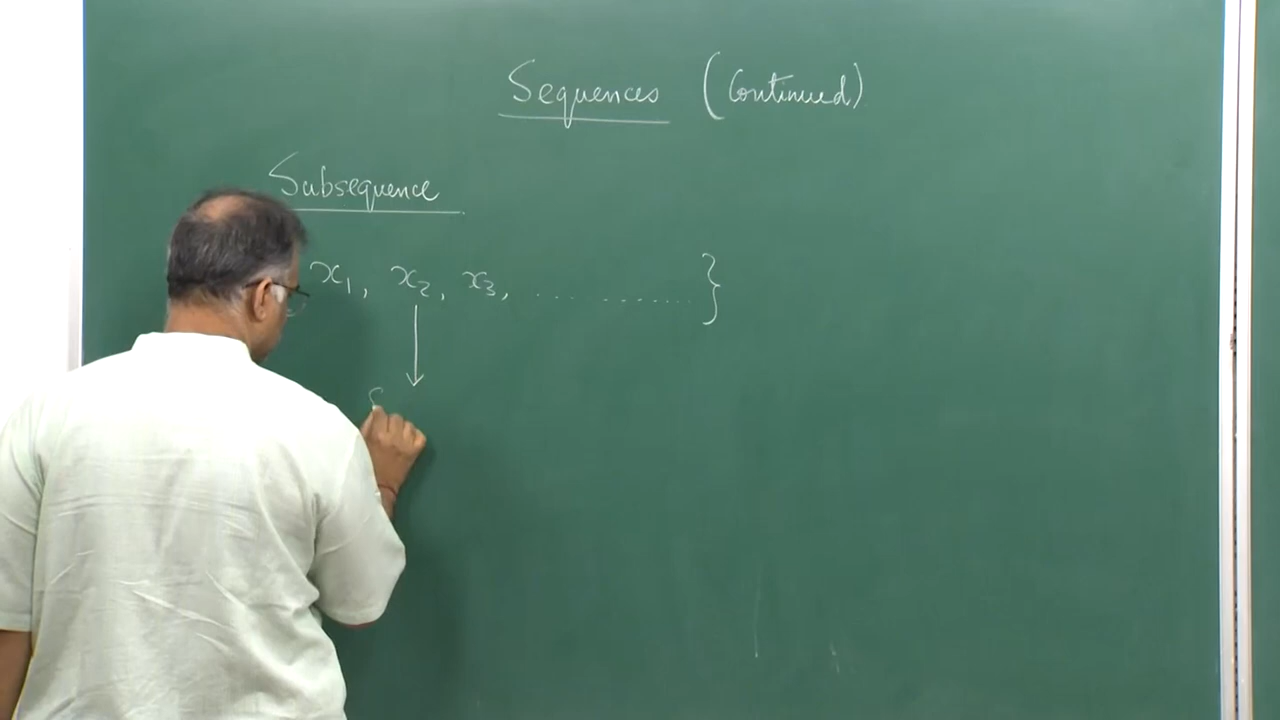 Sequences (Continued)
Subsequence
x₁, x₂, x₃, ... ....... }